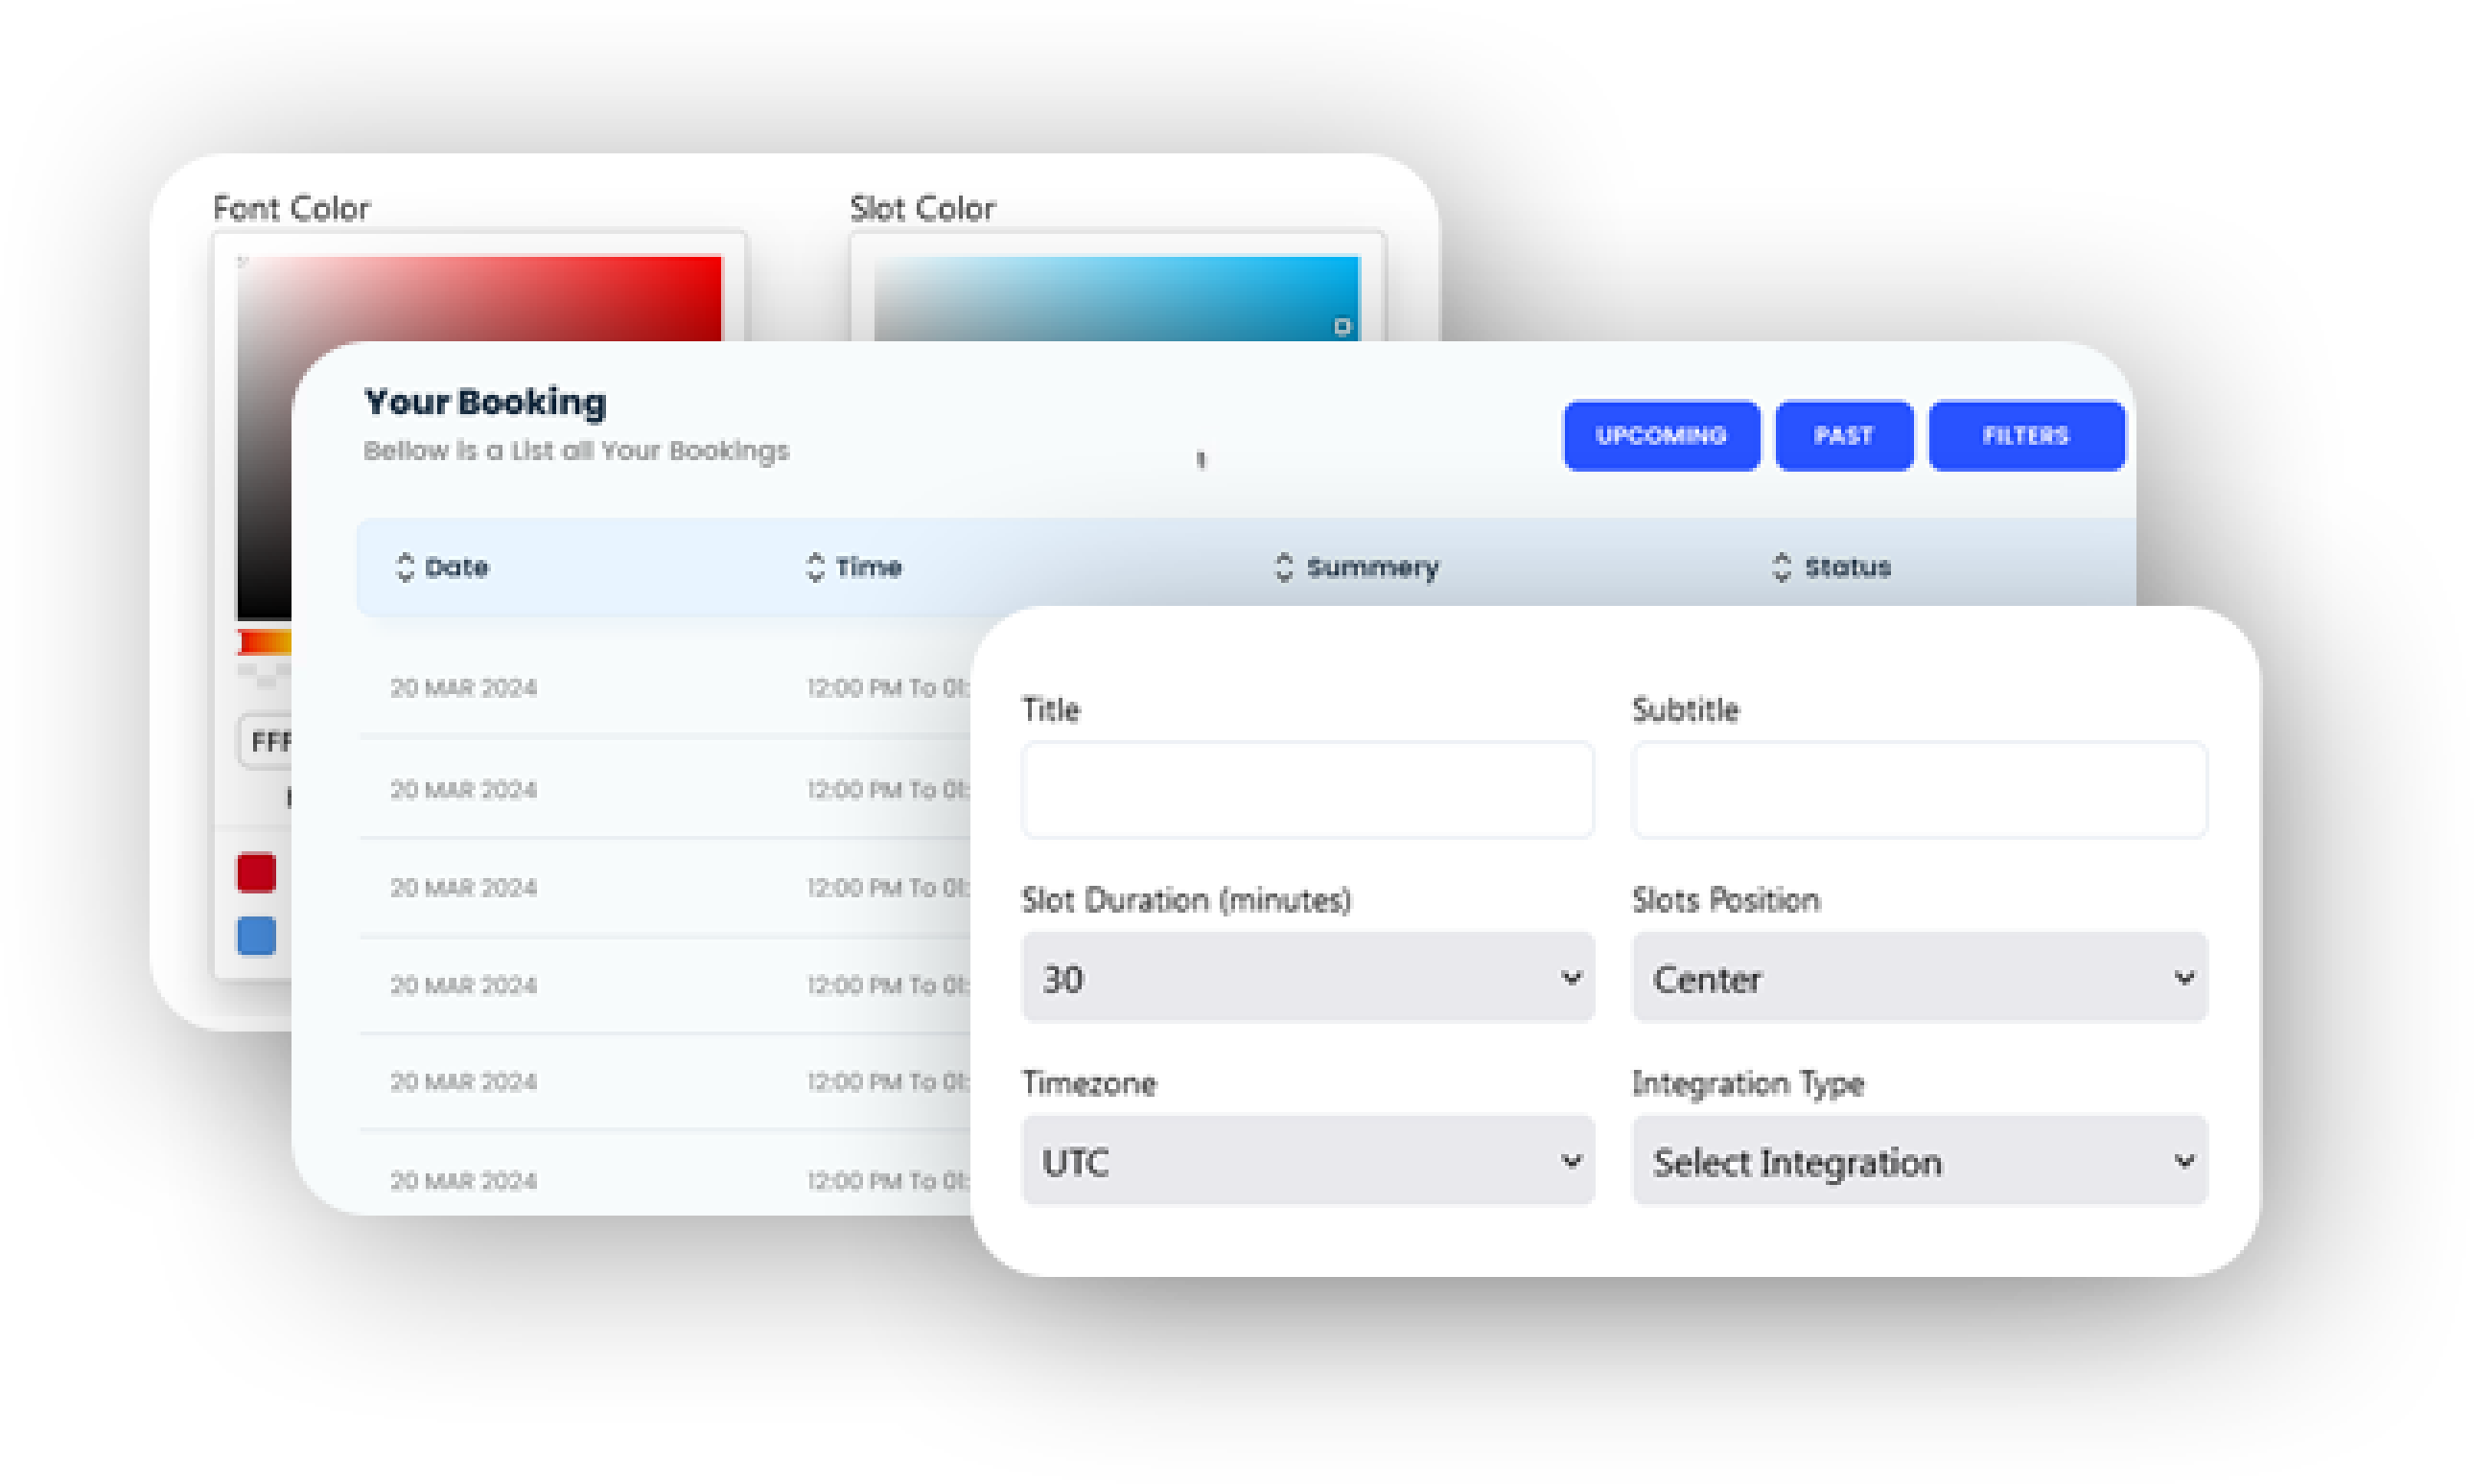 Font Color Slot Color
Your Booking
Bellow is a List all Your Bookings
UPCOMING PAST FILTERS
Date Time Summery Status
20 MAR 2024 12:00 PM To 01:
20 MAR 2024 12:00 PM To 01:
20 MAR 2024 12:00 PM To 01:
20 MAR 2024 12:00 PM To 01:
20 MAR 2024 12:00 PM To 01:
20 MAR 2024 12:00 PM To 01:
FFF
Title Subtitle
Slot Duration (minutes) Slots Position
30 Center
Timezone Integration Type
UTC Select Integration